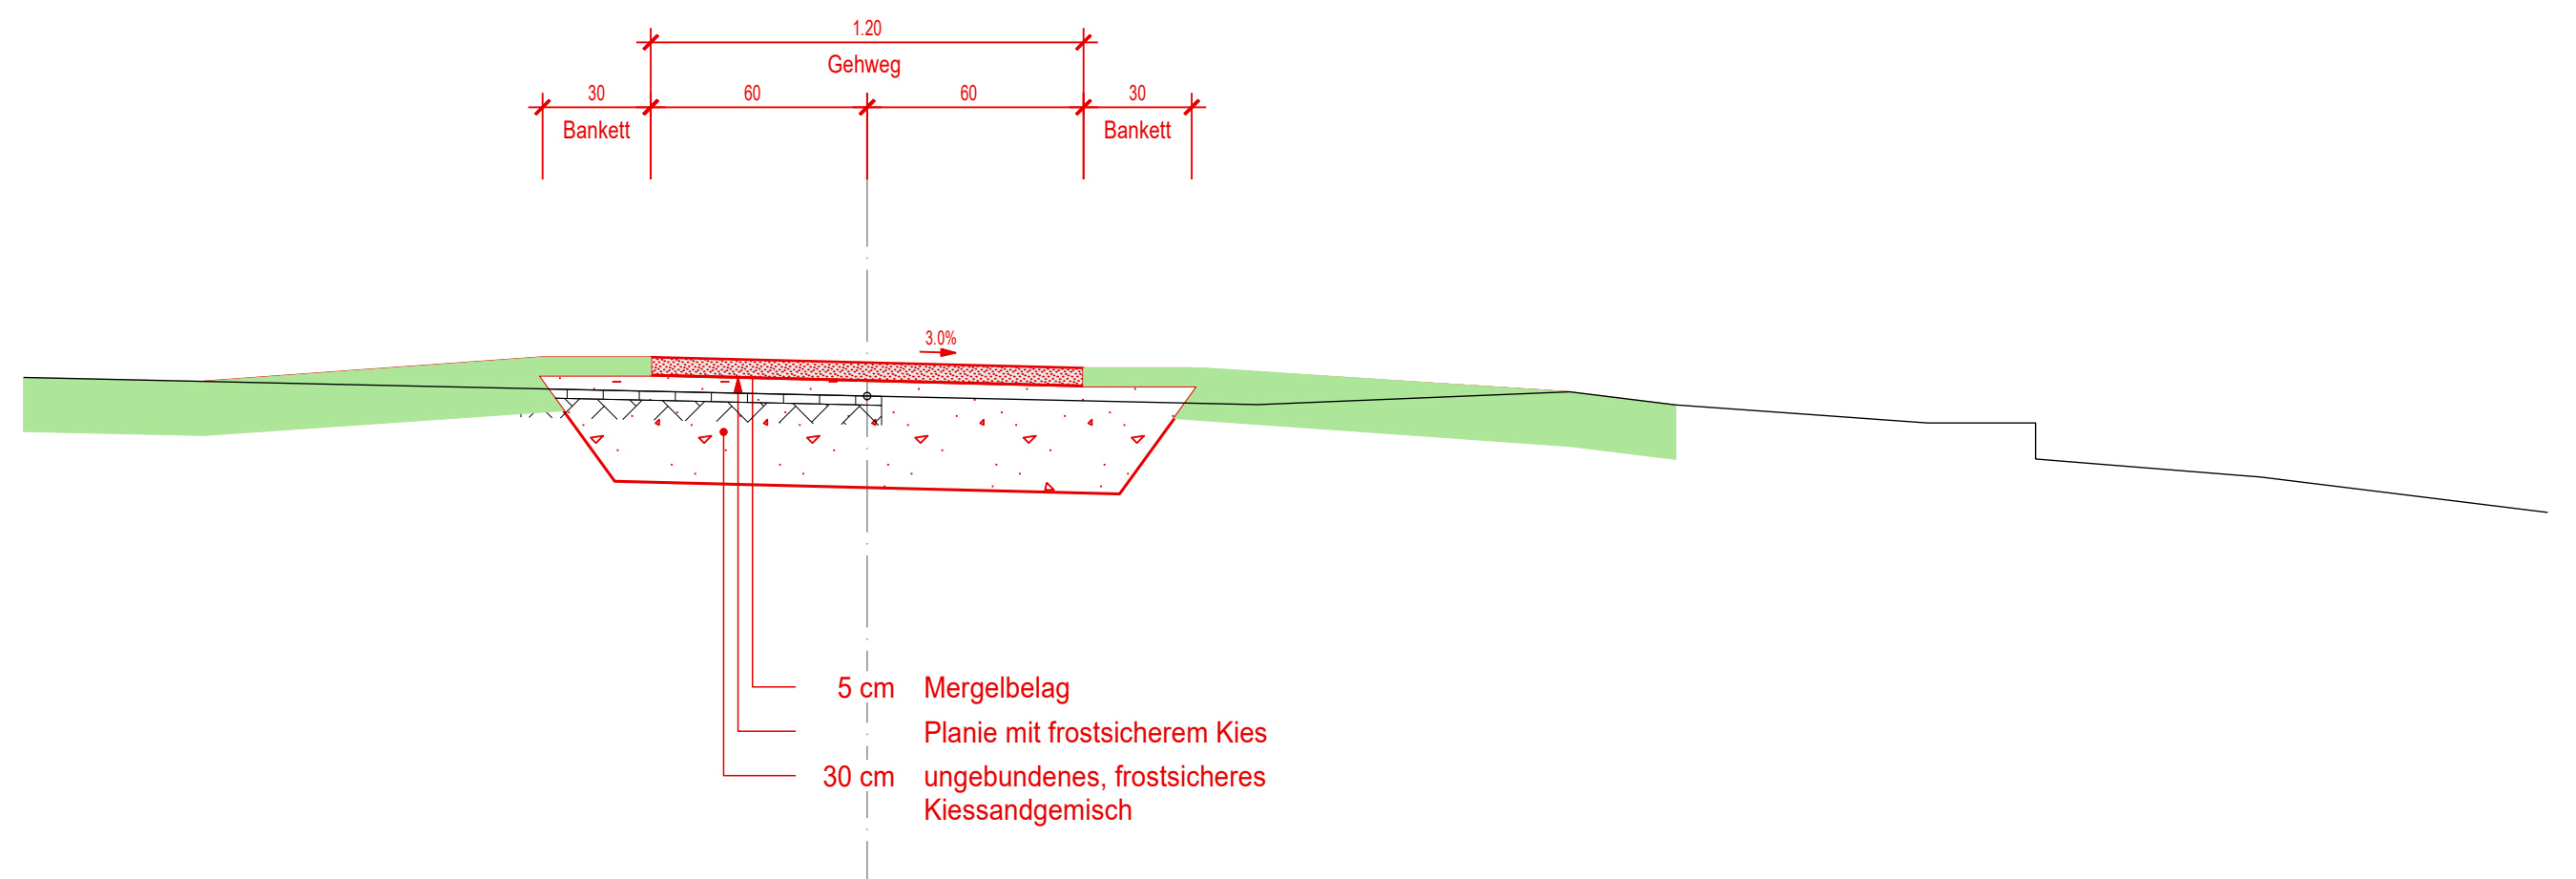 1.20
Gehweg
30 60 60 30
Bankett Bankett
3.0%
5 cm Mergelbelag
Planie mit frostsicherem Kies
30 cm ungebundenes, frostsicheres
Kiessandgemisch